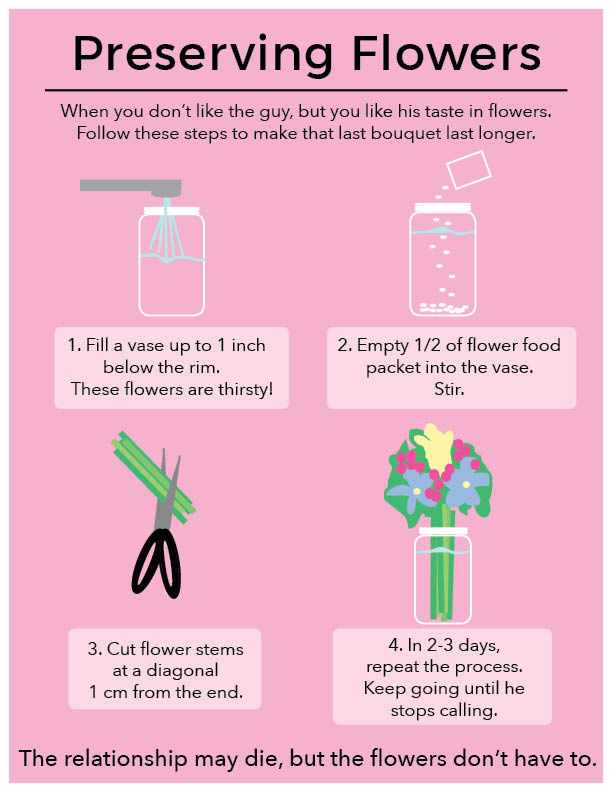 Preserving Flowers
When you don't like the guy, but you like his taste in flowers.
Follow these steps to make that last bouquet last longer.
1. Fill a vase up to 1 inch
below the rim.
These flowers are thirsty!
2. Empty 1/2 of flower food
packet into the vase.
Stir.
3. Cut flower stems
at a diagonal
1 cm from the end.
4. In 2-3 days,
repeat the process.
Keep going until he
stops calling.
The relationship may die, but the flowers don't have to.